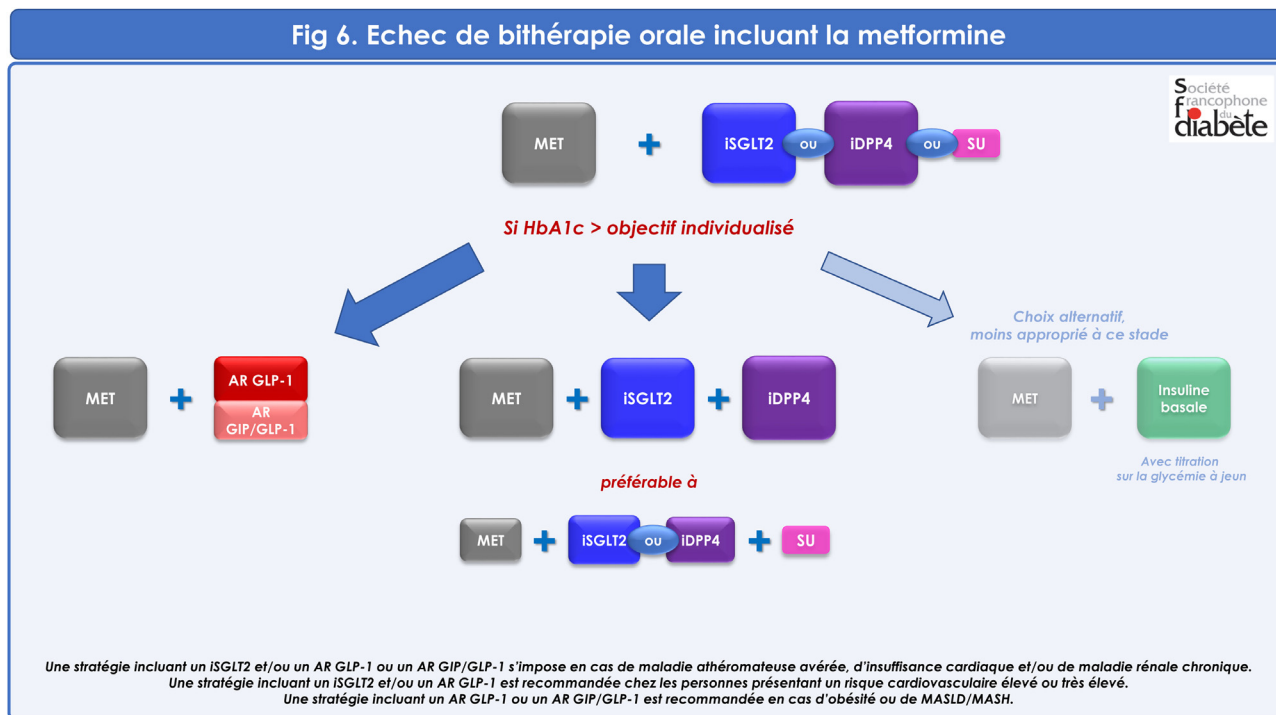 Fig 6. Echec de bithérapie orale incluant la metformine
Société
francophone
du
diabète
MET + iSGLT2 ou iDPP4 ou SU
Si HbA1c > objectif individualisé
Choix alternatif,
moins approprié à ce stade
MET + AR GLP-1
AR
GIP/GLP-1
MET + iSGLT2 + iDPP4
MET + Insuline
basale
Avec titration
sur la glycémie à jeun
préférable à
MET + iSGLT2 ou iDPP4 + SU
Une stratégie incluant un iSGLT2 et/ou un AR GLP-1 ou un AR GIP/GLP-1 s’impose en cas de maladie athéromateuse avérée, d’insuffisance cardiaque et/ou de maladie rénale chronique.
Une stratégie incluant un iSGLT2 et/ou un AR GLP-1 est recommandée chez les personnes présentant un risque cardiovasculaire élevé ou très élevé.
Une stratégie incluant un AR GLP-1 ou un AR GIP/GLP-1 est recommandée en cas d’obésité ou de MASLD/MASH.